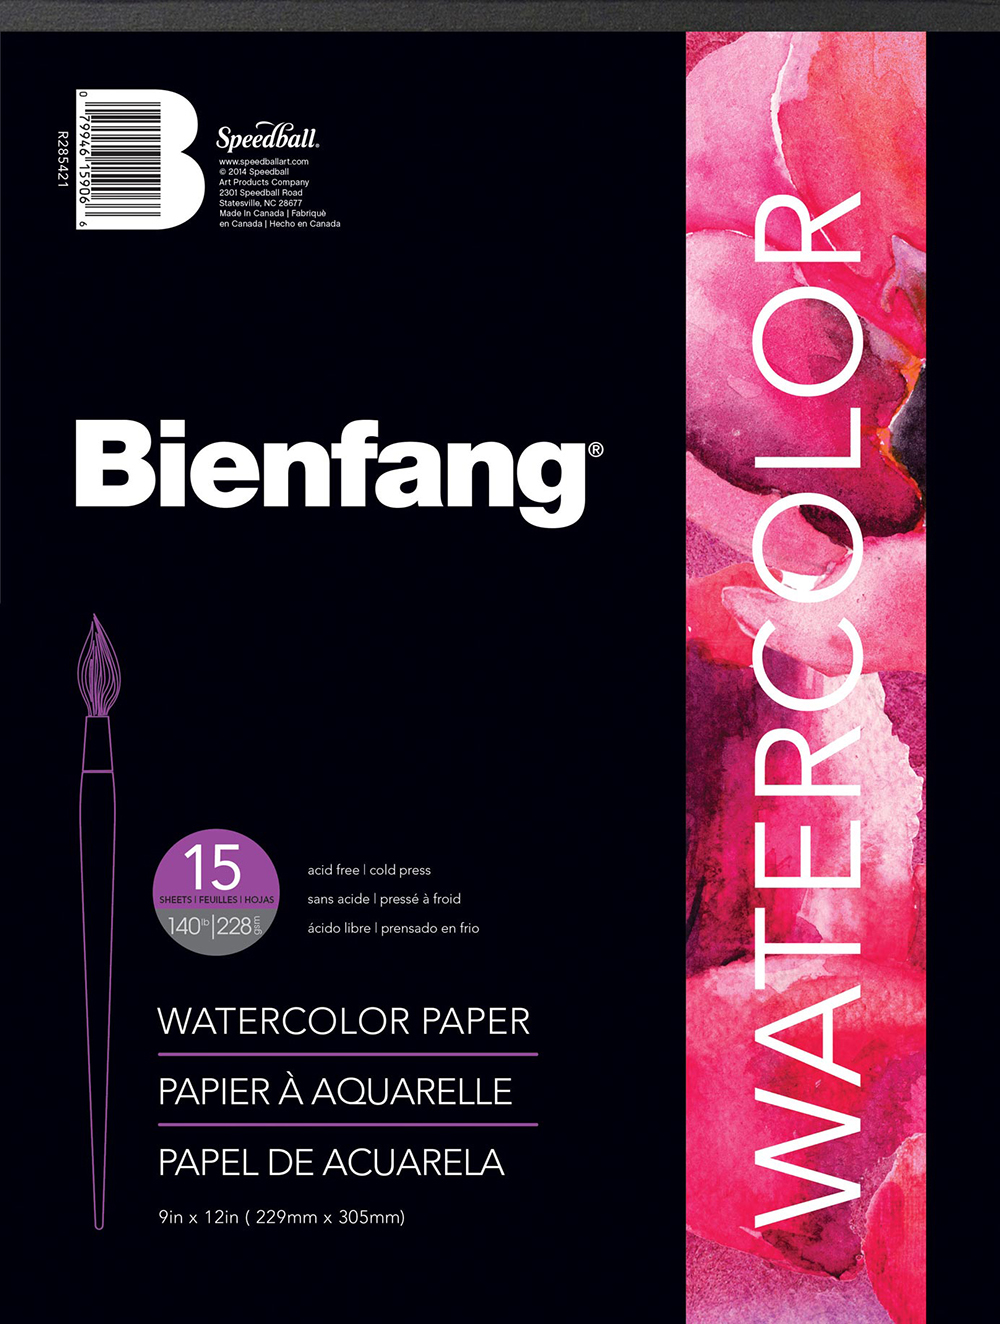 0 79946 15906 6
R285421
Speedball®
www.speedballart.com
© 2014 Speedball
Art Products Company
2301 Speedball Road
Statesville, NC 28677
Made In Canada | Fabriquè
en Canada | Hecho en Canada
Bienfang®
WATERCOLOR
15
SHEETS | FEUILLES | HOJAS
140lb | 228gsm
acid free | cold press
sans acide | pressé à froid
ácido libre | prensado en frio
WATERCOLOR PAPER
PAPIER À AQUARELLE
PAPEL DE ACUARELA
9in x 12in ( 229mm x 305mm)